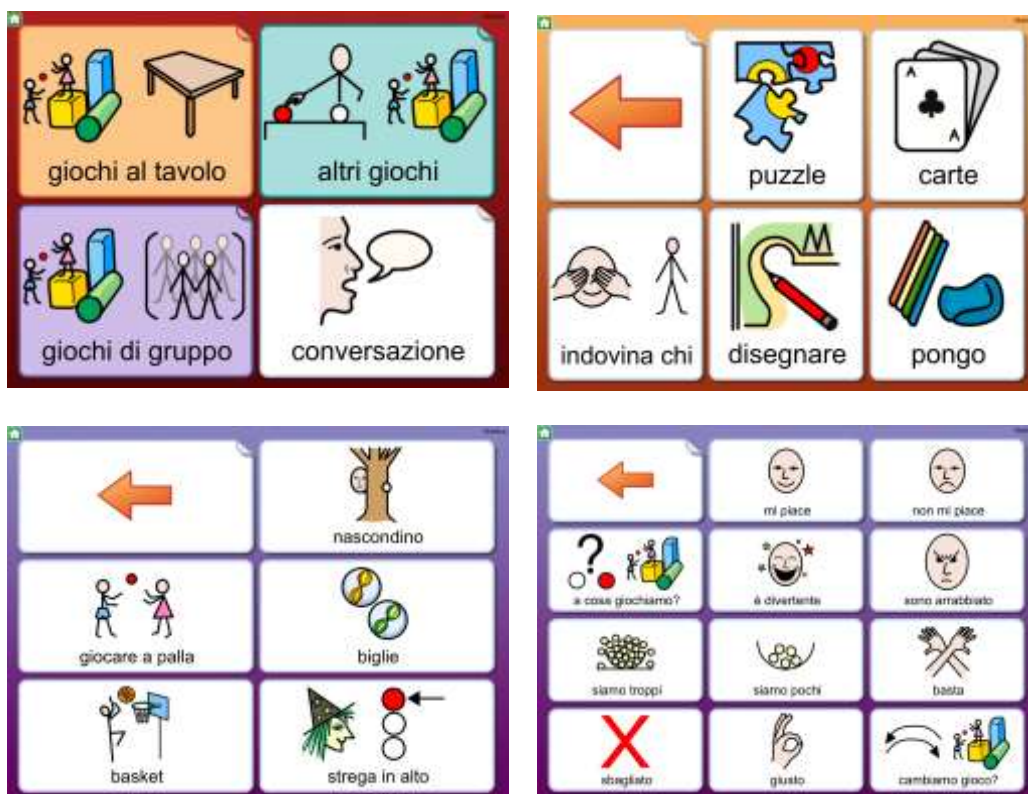 giochi al tavolo
altri giochi
giochi di gruppo
conversazione
puzzle
carte
A
A
indovina chi
disegnare
pongo
nascondino
giocare a palla
biglie
basket
strega in alto
mi piace
non mi piace
a cosa giochiamo?
è divertente
sono arrabbiato
siamo troppi
siamo pochi
basta
sbagliato
giusto
cambiamo gioco?